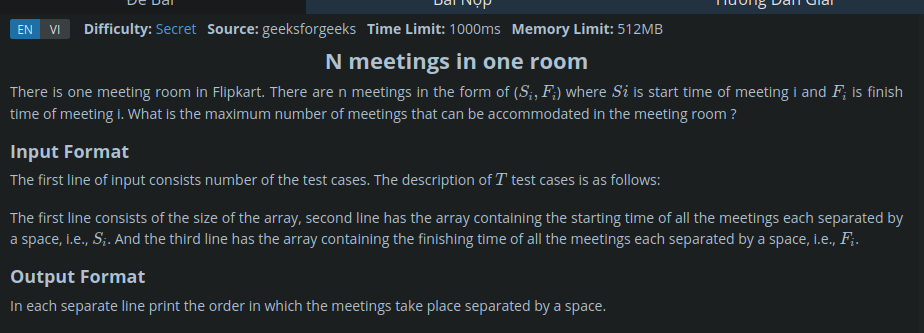 Đề Bài Bài Nộp Hướng Dẫn Giải
EN VI Difficulty: Secret Source: geeksforgeeks Time Limit: 1000ms Memory Limit: 512MB
N meetings in one room
There is one meeting room in Flipkart. There are n meetings in the form of (S_i, F_i) where Si is start time of meeting i and F_i is finish
time of meeting i. What is the maximum number of meetings that can be accommodated in the meeting room ?
Input Format
The first line of input consists number of the test cases. The description of T test cases is as follows:
The first line consists of the size of the array, second line has the array containing the starting time of all the meetings each separated by
a space, i.e., S_i. And the third line has the array containing the finishing time of all the meetings each separated by a space, i.e., F_i.
Output Format
In each separate line print the order in which the meetings take place separated by a space.